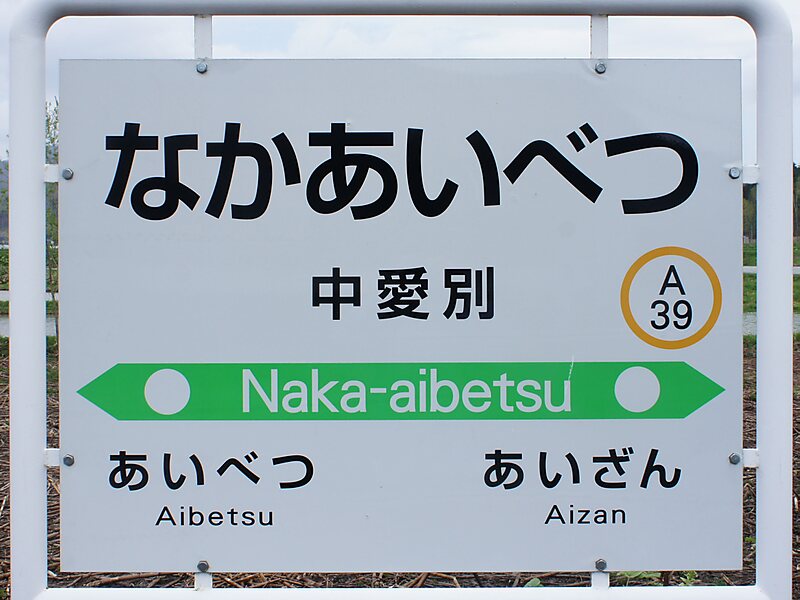 なかあいべつ
中愛別
A
39
Naka-aibetsu
あいべつ あいざん
Aibetsu Aizan